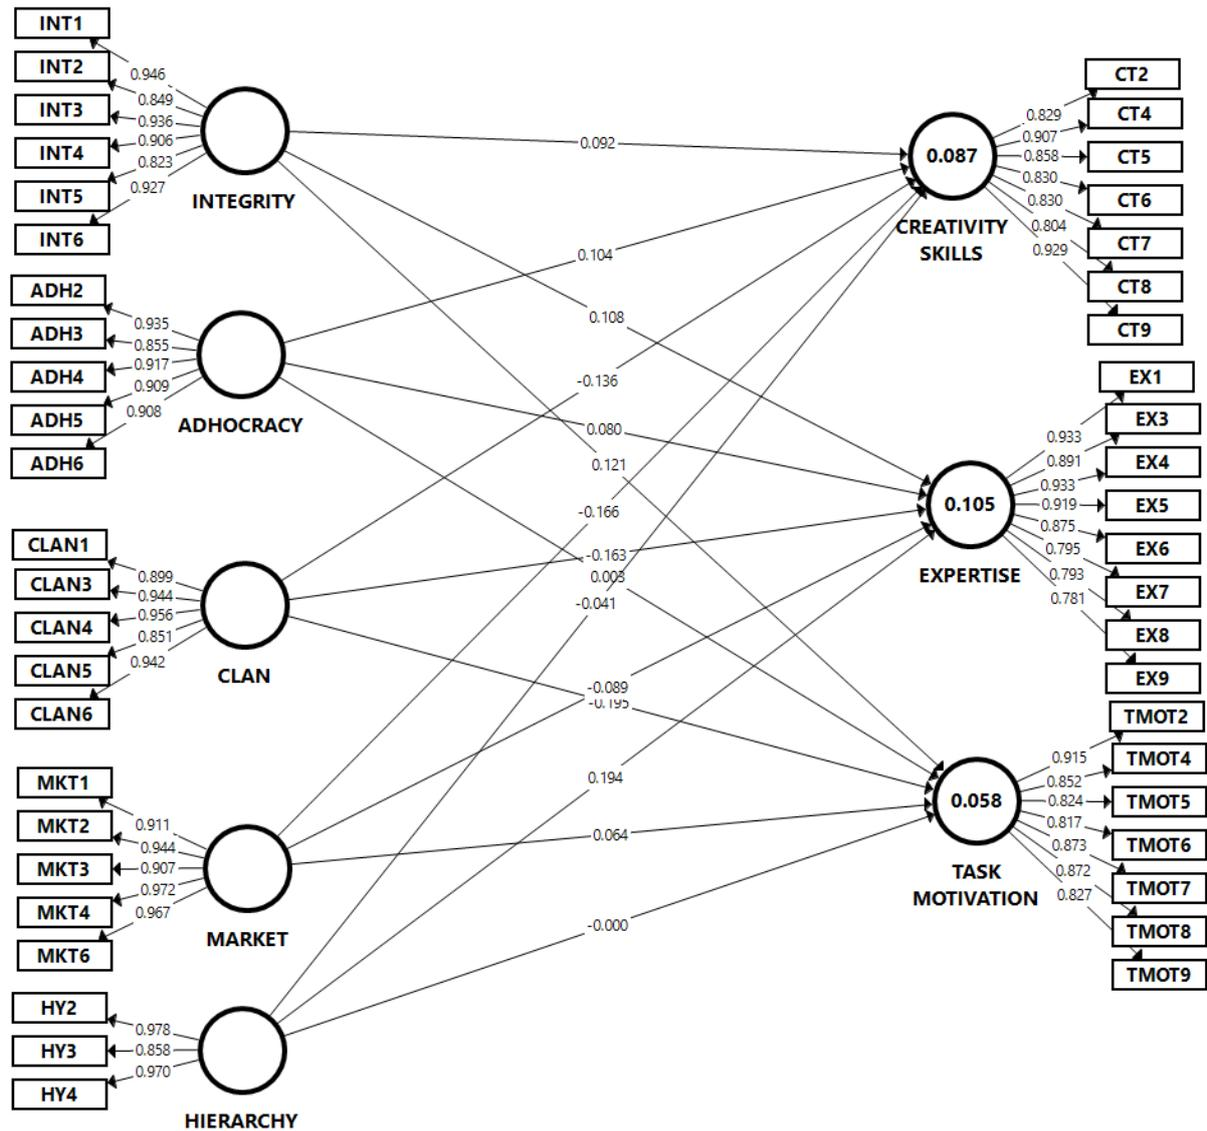 INT1
INT2
INT3
INT4
INT5
INT6
0.946
0.849
0.936
0.906
0.823
0.927
INTEGRITY
ADH2
ADH3
ADH4
ADH5
ADH6
0.935
0.855
0.917
0.909
0.908
ADHOCRACY
CLAN1
CLAN3
CLAN4
CLAN5
CLAN6
0.899
0.944
0.956
0.851
0.942
CLAN
MKT1
MKT2
MKT3
MKT4
MKT6
0.911
0.944
0.907
0.972
0.967
MARKET
HY2
HY3
HY4
0.978
0.858
0.970
HIERARCHY
0.092
0.104
0.108
-0.136
0.080
0.121
-0.166
-0.163
0.003
-0.041
-0.089
-0.195
0.194
0.064
-0.000
0.087
CREATIVITY
SKILLS
0.829
0.907
0.858
0.830
0.830
0.804
0.929
CT2
CT4
CT5
CT6
CT7
CT8
CT9
0.105
EXPERTISE
0.933
0.891
0.933
0.919
0.875
0.795
0.793
0.781
EX1
EX3
EX4
EX5
EX6
EX7
EX8
EX9
0.058
TASK
MOTIVATION
0.915
0.852
0.824
0.817
0.873
0.872
0.827
TMOT2
TMOT4
TMOT5
TMOT6
TMOT7
TMOT8
TMOT9